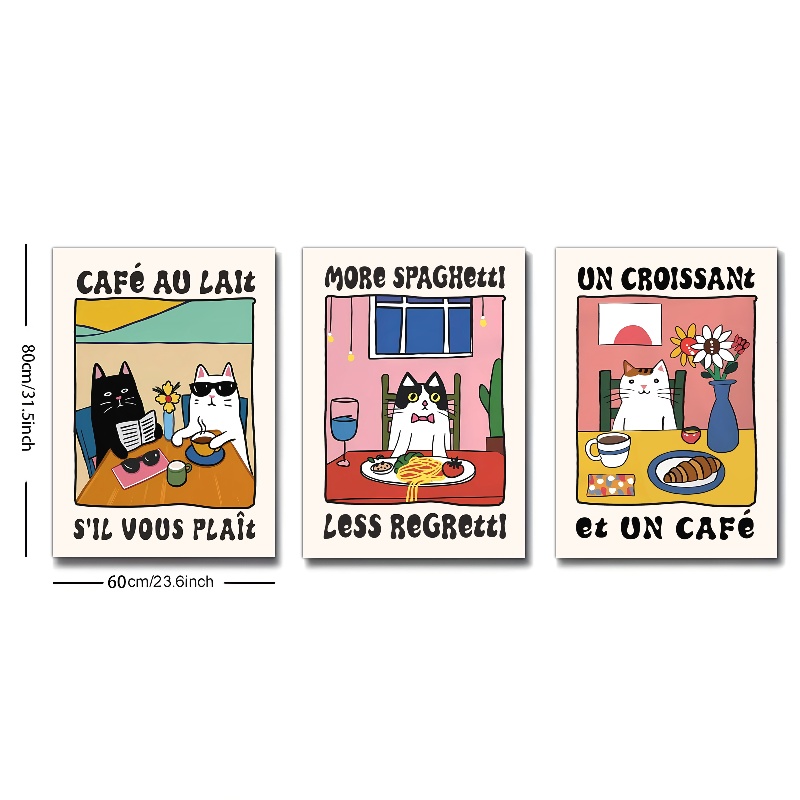 CAFÉ AU LAIt
S'IL VOUS PLAÎt
MORE SPAGHettI
LESS REGRettI
UN CROISSANt
et UN CAFÉ
80cm/31.5inch
60cm/23.6inch